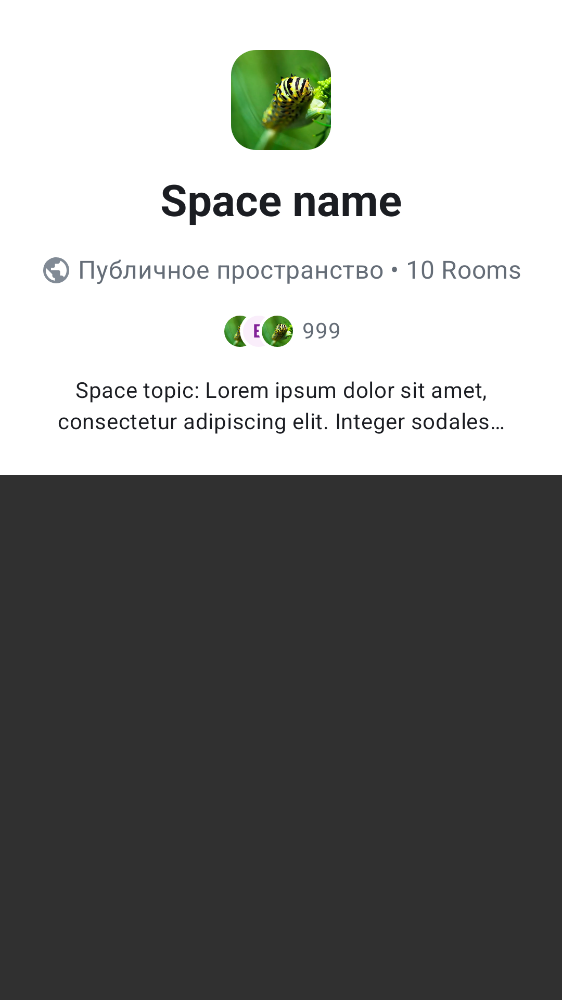 Space name
Публичное пространство • 10 Rooms
999
Space topic: Lorem ipsum dolor sit amet,
consectetur adipiscing elit. Integer sodales…